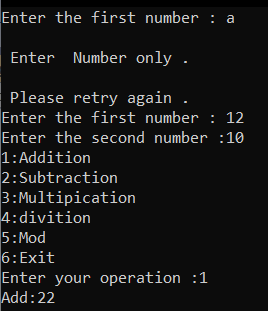 Enter the first number : a
Enter  Number only .
Please retry again .
Enter the first number : 12
Enter the second number :10
1:Addition
2:Subtraction
3:Multipication
4:divition
5:Mod
6:Exit
Enter your operation :1
Add:22